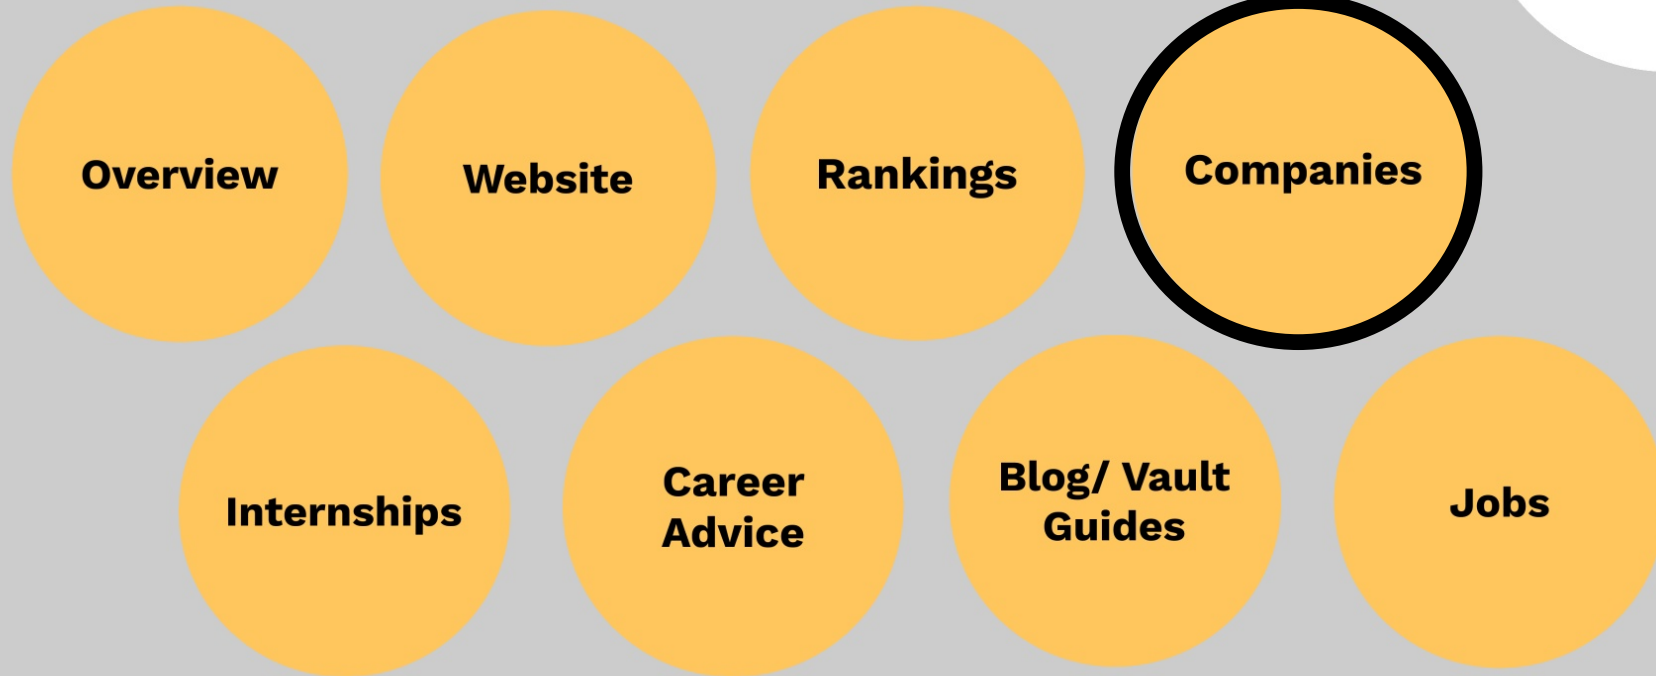 Overview
Website
Rankings
Companies
Internships
Career
Advice
Blog/ Vault
Guides
Jobs